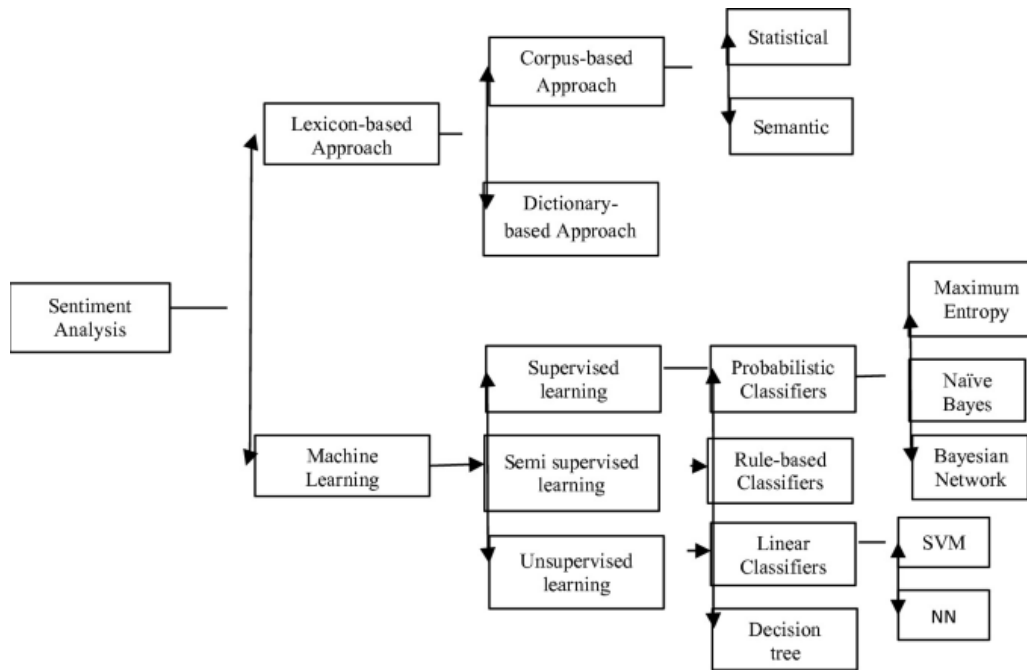 Statistical
Corpus-based
Approach
Semantic
Lexicon-based
Approach
Dictionary-
based Approach
Sentiment
Analysis
Maximum
Entropy
Supervised
learning
Probabilistic
Classifiers
Naïve
Bayes
Machine
Learning
Semi supervised
learning
Rule-based
Classifiers
Bayesian
Network
Unsupervised
learning
Linear
Classifiers
SVM
NN
Decision
tree